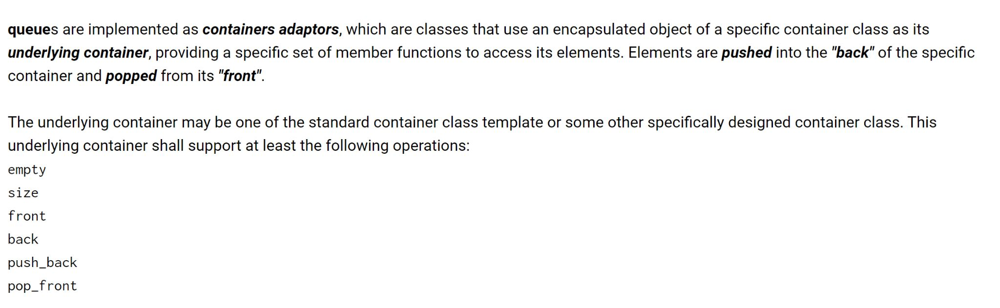 queues are implemented as containers adaptors, which are classes that use an encapsulated object of a specific container class as its
underlying container, providing a specific set of member functions to access its elements. Elements are pushed into the "back" of the specific
container and popped from its "front".
The underlying container may be one of the standard container class template or some other specifically designed container class. This
underlying container shall support at least the following operations:
empty
size
front
back
push_back
pop_front